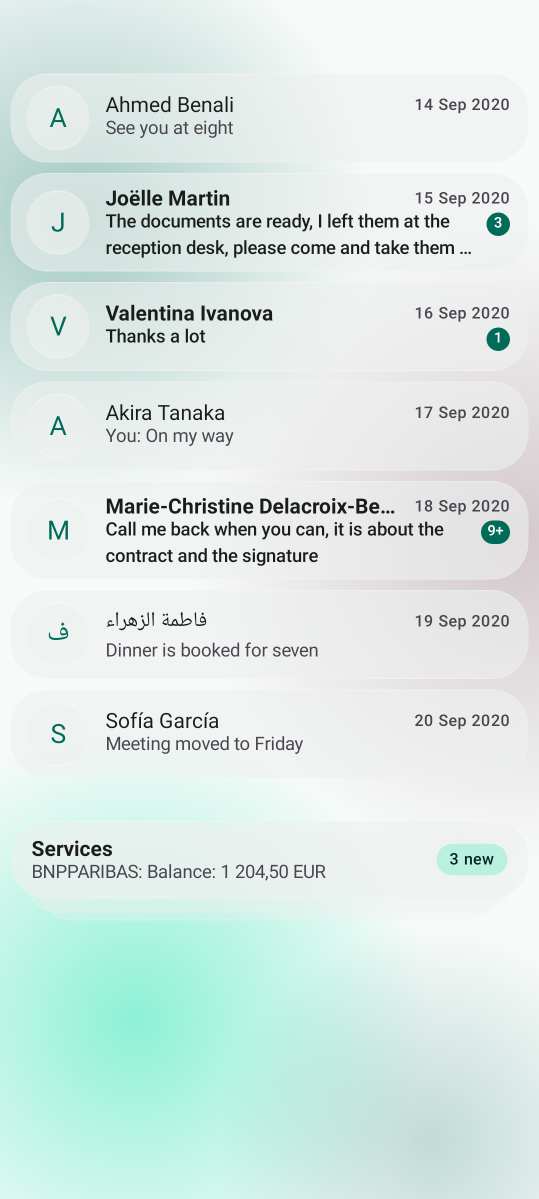 A
Ahmed Benali
14 Sep 2020
See you at eight
J
Joëlle Martin
15 Sep 2020
The documents are ready, I left them at the
3
reception desk, please come and take them ...
V
Valentina Ivanova
16 Sep 2020
Thanks a lot
1
A
Akira Tanaka
17 Sep 2020
You: On my way
M
Marie-Christine Delacroix-Be...
18 Sep 2020
Call me back when you can, it is about the
9+
contract and the signature
ف
فاطمة الزهراء
19 Sep 2020
Dinner is booked for seven
S
Sofía García
20 Sep 2020
Meeting moved to Friday
Services
BNPPARIBAS: Balance: 1 204,50 EUR
3 new